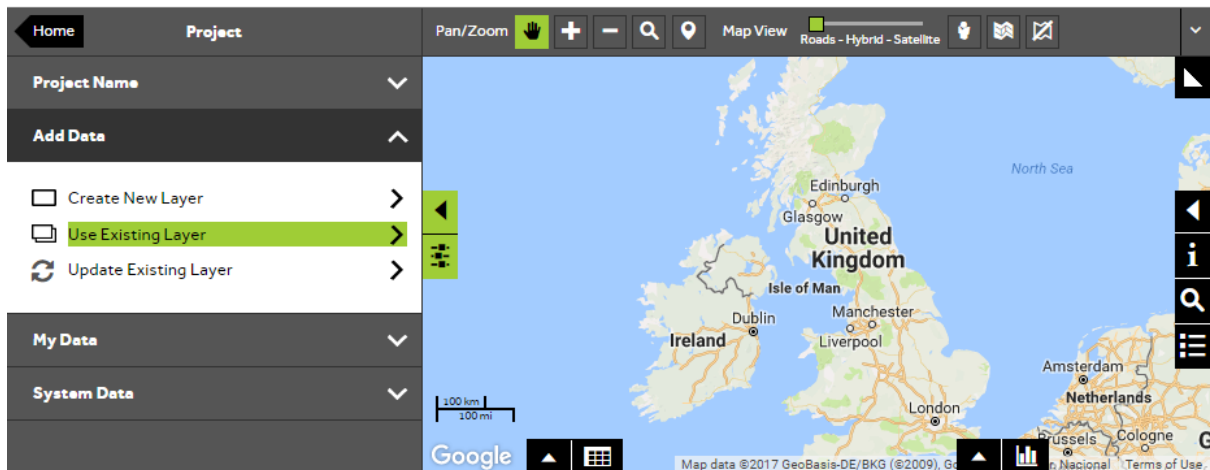 Home
Project
Pan/Zoom
Map View
Roads - Hybrid - Satellite
Project Name
Add Data
Create New Layer
Use Existing Layer
Update Existing Layer
My Data
System Data
North Sea
Edinburgh
Glasgow
United
Kingdom
Isle of Man
Dublin
Manchester
Ireland
Liverpool
Amsterdam
Netherlands
London
Brussels
Cologne
100 km
100 mi
Google
Map data ©2017 GeoBasis-DE/BKG (©2009),
Nacional
Terms of Use